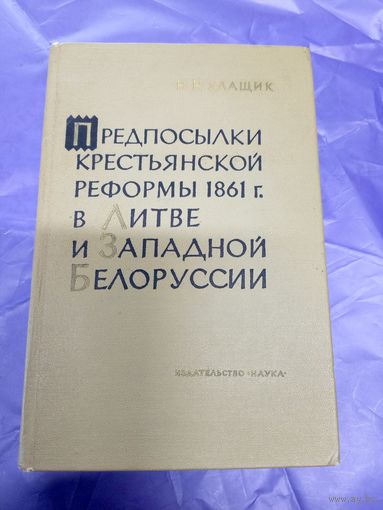 Н. Н. УЛАЩИК
ПРЕДПОСЫЛКИ
КРЕСТЬЯНСКОЙ
РЕФОРМЫ 1861 г.
В ЛИТВЕ
И ЗАПАДНОЙ
БЕЛОРУССИИ
ИЗДАТЕЛЬСТВО «НАУКА»